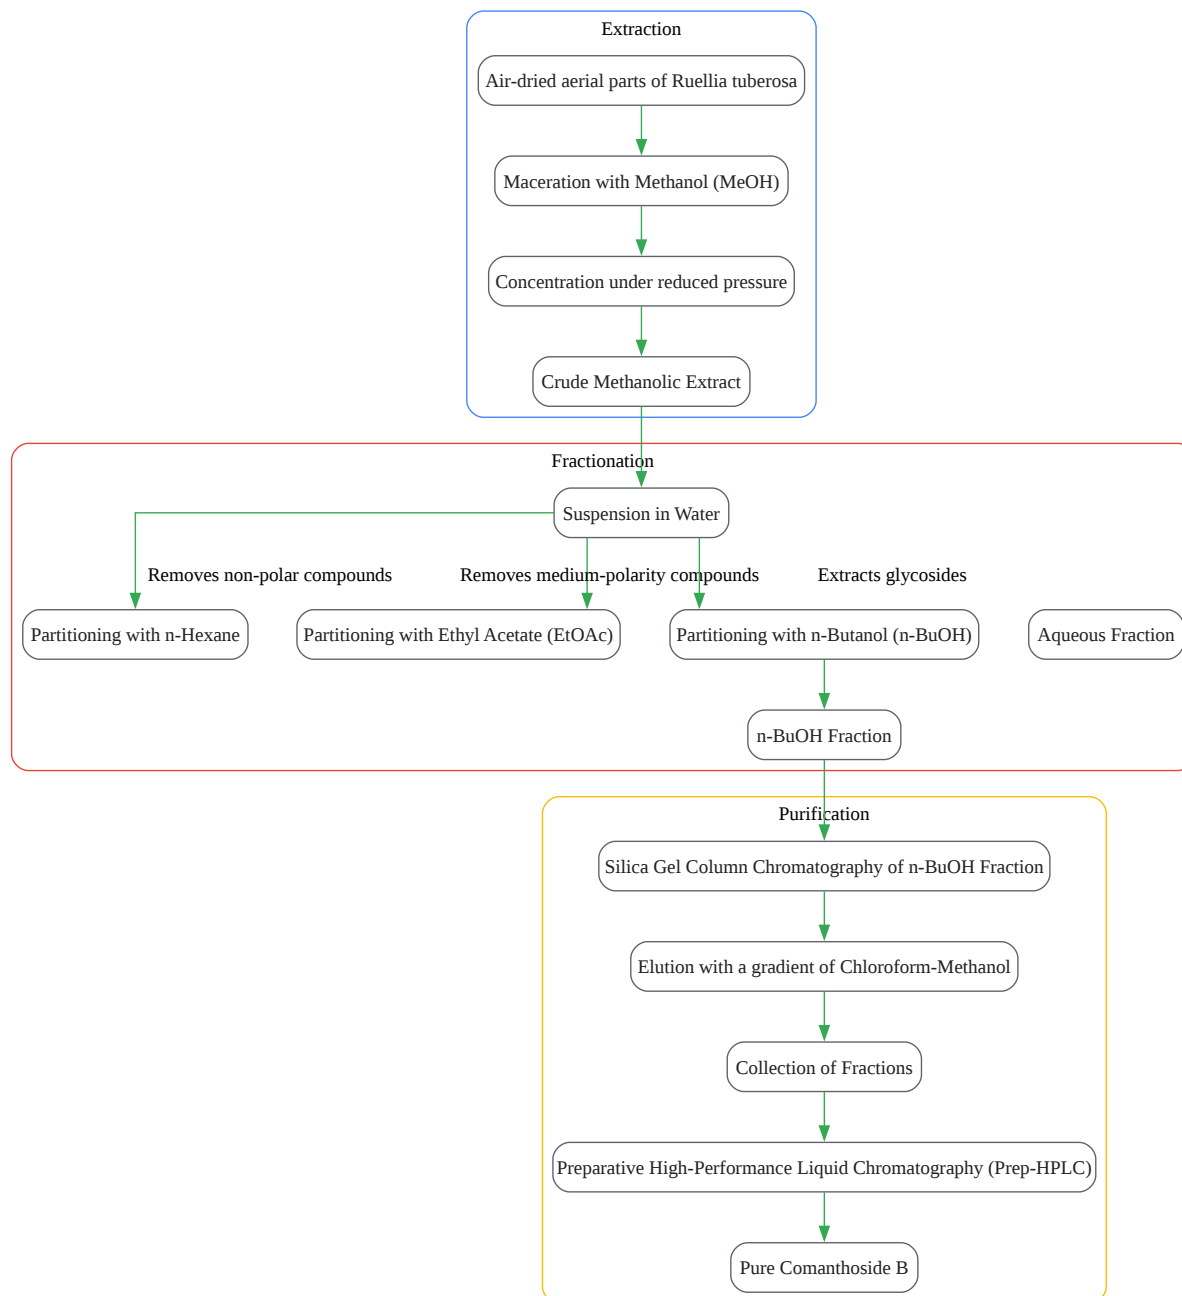 Extraction
Air-dried aerial parts of Ruellia tuberosa
Maceration with Methanol (MeOH)
Concentration under reduced pressure
Crude Methanolic Extract
Fractionation
Suspension in Water
Removes non-polar compounds
Removes medium-polarity compounds
Extracts glycosides
Partitioning with n-Hexane
Partitioning with Ethyl Acetate (EtOAc)
Partitioning with n-Butanol (n-BuOH)
Aqueous Fraction
n-BuOH Fraction
Purification
Silica Gel Column Chromatography of n-BuOH Fraction
Elution with a gradient of Chloroform-Methanol
Collection of Fractions
Preparative High-Performance Liquid Chromatography (Prep-HPLC)
Pure Comanthoside B